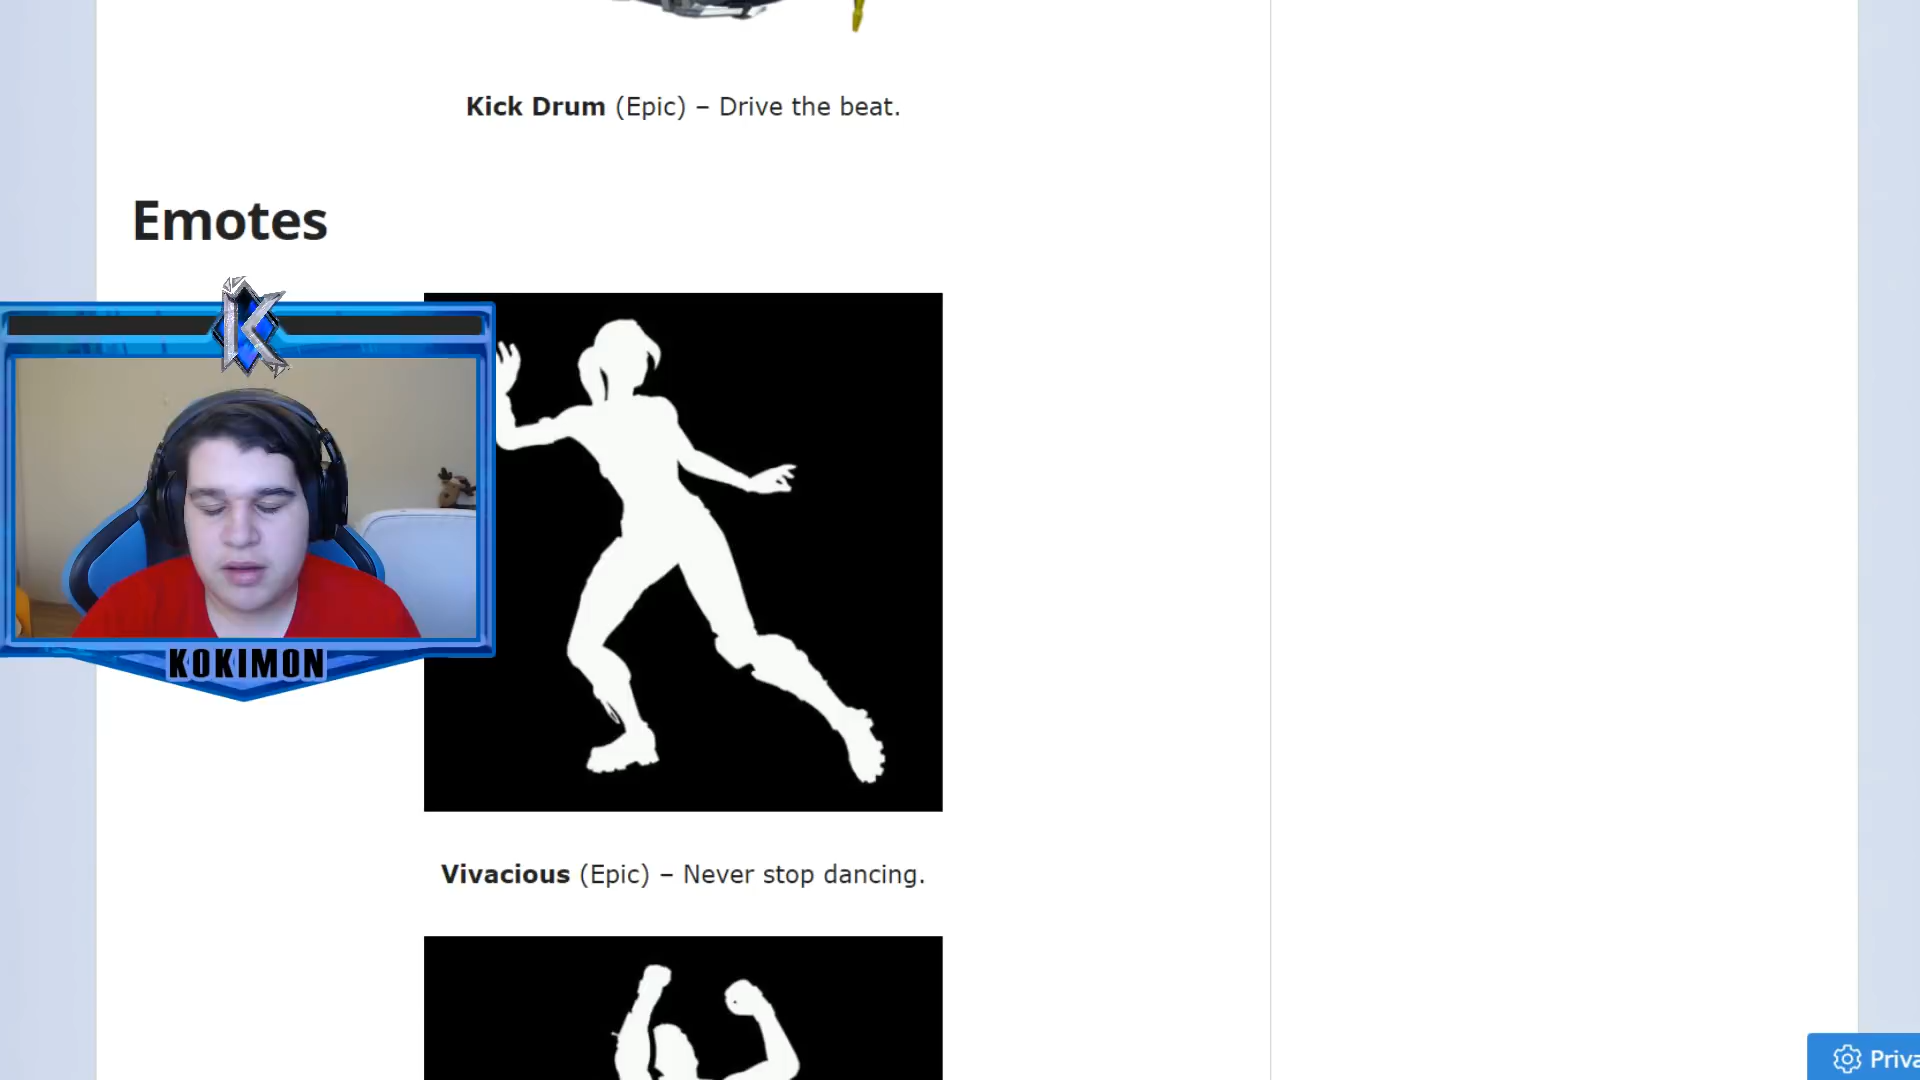 Kick Drum (Epic) – Drive the beat.
Emotes
K
KOKIMON
Vivacious (Epic) – Never stop dancing.
Priva